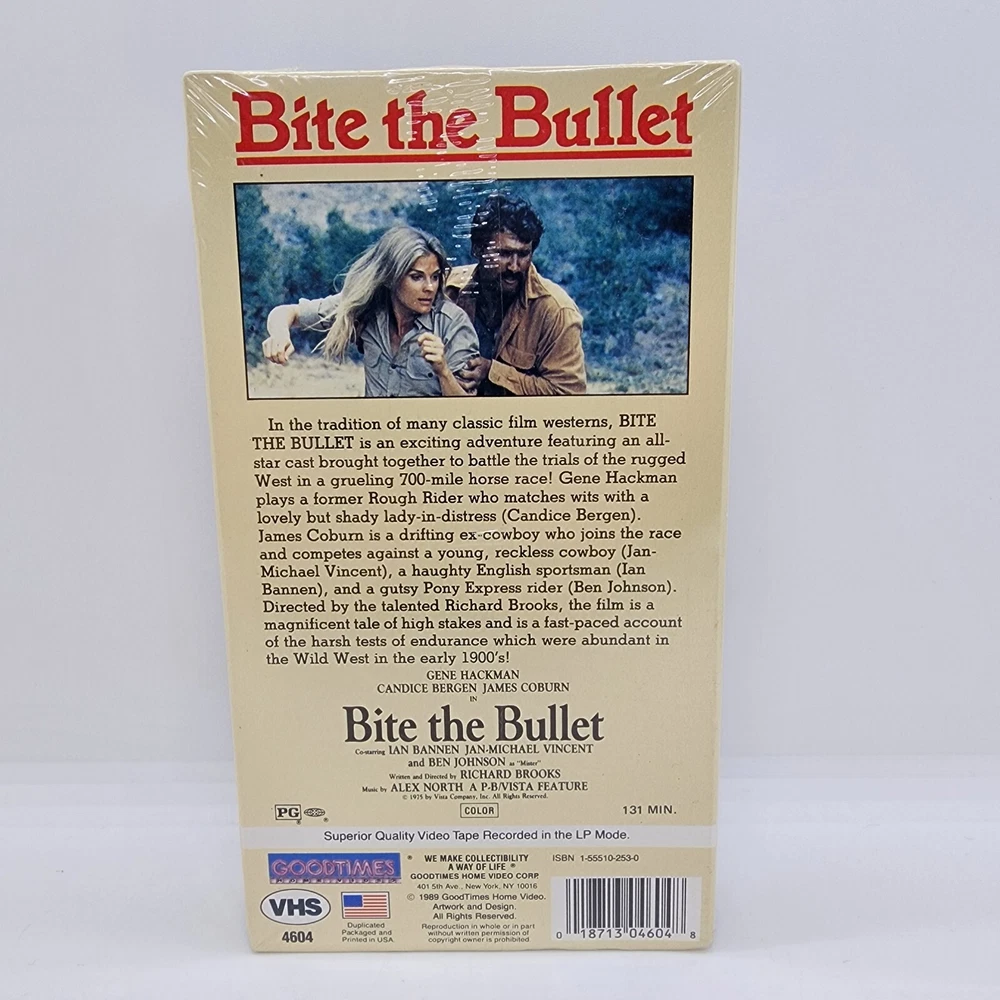 Bite the Bullet
In the tradition of many classic film westerns, BITE
THE BULLET is an exciting adventure featuring an all-
star cast brought together to battle the trials of the rugged
West in a grueling 700-mile horse race! Gene Hackman
plays a former Rough Rider who matches wits with a
lovely but shady lady-in-distress (Candice Bergen).
James Coburn is a drifting ex-cowboy who joins the race
and competes against a young, reckless cowboy (Jan-
Michael Vincent), a haughty English sportsman (Ian
Bannen), and a gutsy Pony Express rider (Ben Johnson).
Directed by the talented Richard Brooks, the film is a
magnificent tale of high stakes and is a fast-paced account
of the harsh tests of endurance which were abundant in
the Wild West in the early 1900's!
GENE HACKMAN
CANDICE BERGEN JAMES COBURN
IN
Bite the Bullet
Co-starring IAN BANNEN JAN-MICHAEL VINCENT
and BEN JOHNSON as "Mister"
Written and Directed by RICHARD BROOKS
Music by ALEX NORTH A P-B/VISTA FEATURE
© 1975 by Vista Company, Inc. All Rights Reserved.
PG
COLOR
131 MIN.
Superior Quality Video Tape Recorded in the LP Mode.
GOODTIMES
HOME VIDEO
VHS
4604
Duplicated
Packaged and
Printed in USA
WE MAKE COLLECTIBILITY
A WAY OF LIFE ®
GOODTIMES HOME VIDEO CORP.
401 5th Ave., New York, NY 10016
© 1989 GoodTimes Home Video.
Artwork and Design.
All Rights Reserved.
Reproduction in whole or in part
without written permission of
copyright owner is prohibited.
ISBN 1-55510-253-0
0 18713 04604 8